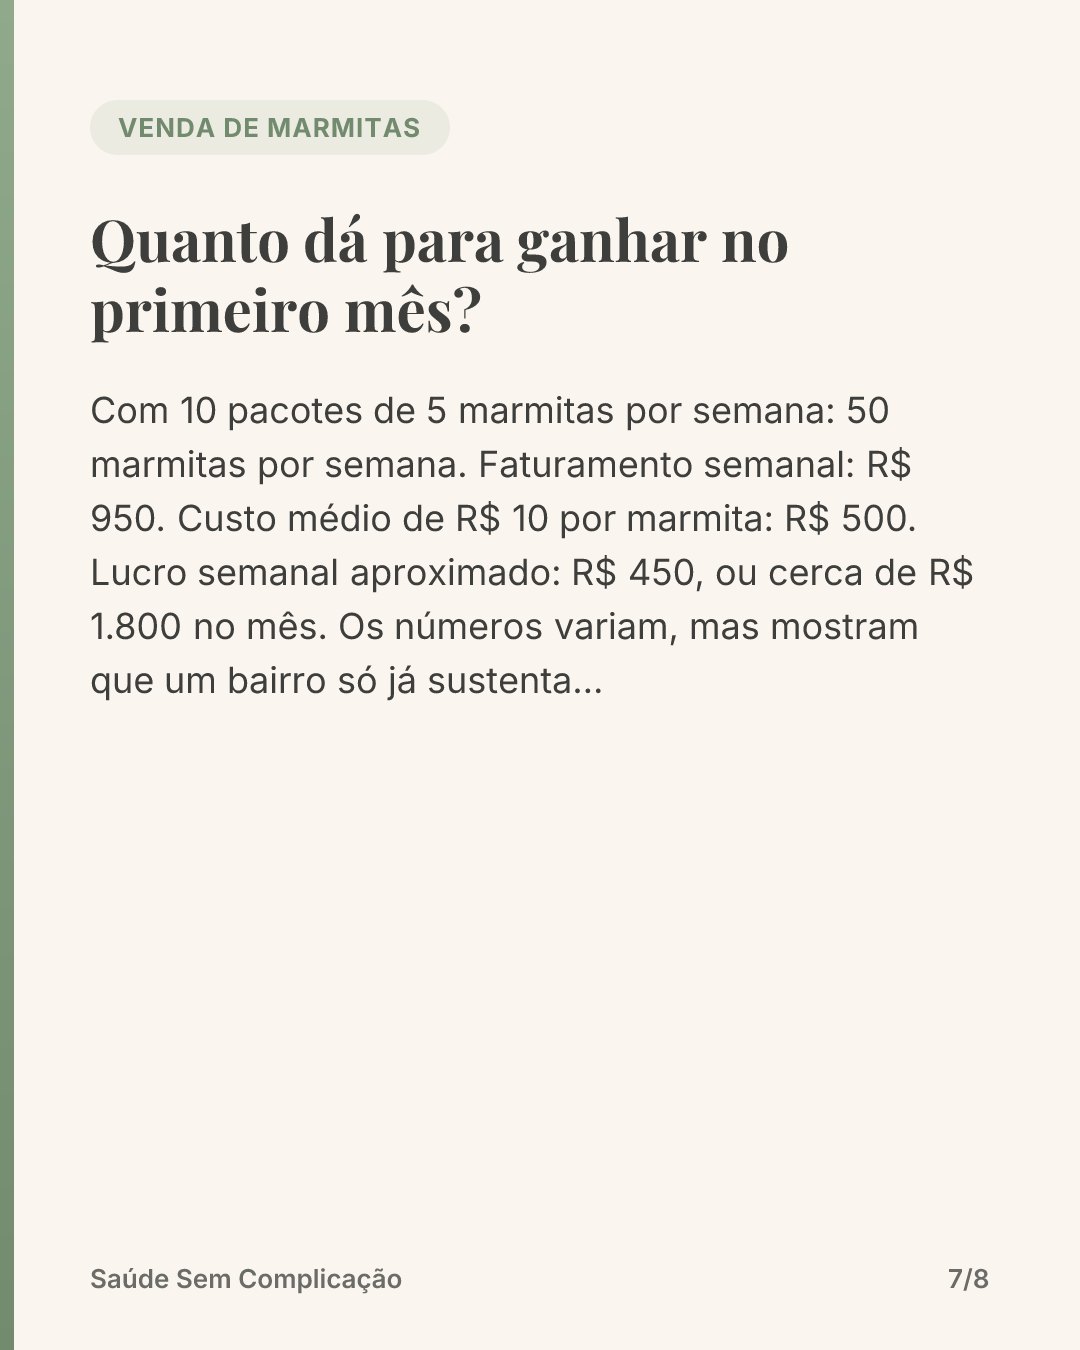 VENDA DE MARMITAS
Quanto dá para ganhar no
primeiro mês?
Com 10 pacotes de 5 marmitas por semana: 50
marmitas por semana. Faturamento semanal: R$
950. Custo médio de R$ 10 por marmita: R$ 500.
Lucro semanal aproximado: R$ 450, ou cerca de R$
1.800 no mês. Os números variam, mas mostram
que um bairro só já sustenta...
Saúde Sem Complicação
7/8